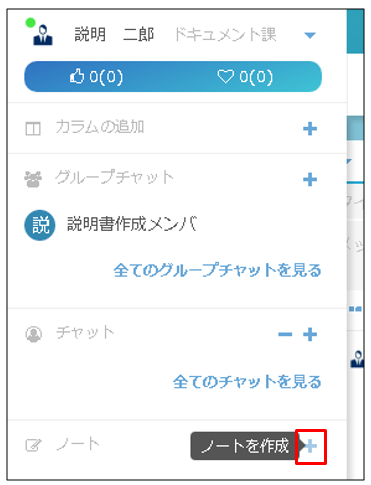 説明 二郎 ドキュメント課
0(0) 0(0)
カラムの追加
グループチャット
説 説明書作成メンバ
全てのグループチャットを見る
チャット
全てのチャットを見る
ノート ノートを作成